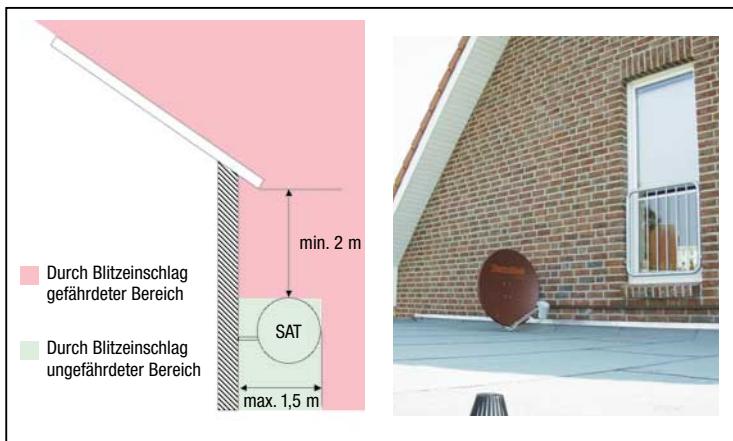 min. 2 m
Durch Blitzeinschlag
gefährdeter Bereich
SAT
Durch Blitzeinschlag
ungefährdeter Bereich
max. 1,5 m